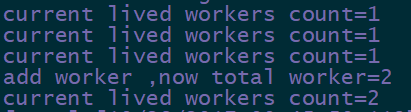 current lived workers count=1
current lived workers count=1
current lived workers count=1
add worker ,now total worker=2
current lived workers count=2